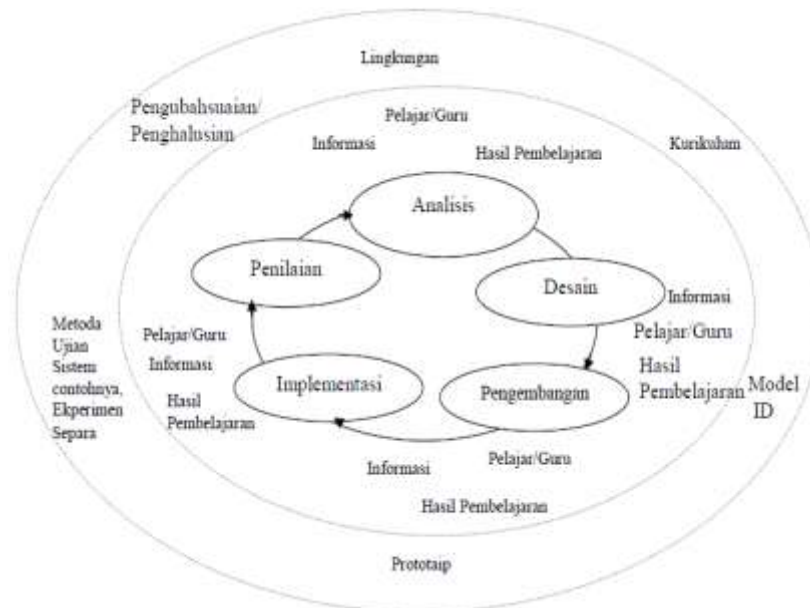 Lingkungan
Pengubahsuaian/
Penghalusian
Pelajar/Guru
Informasi
Hasil Pembelajaran
Kurikulum
Analisis
Penilaian
Desain
Informasi
Pelajar/Guru
Hasil
Pembelajaran
Model
ID
Metoda
Ujian
Sistem
contohnya,
Ekperimen
Separa
Pelajar/Guru
Informasi
Hasil
Pembelajaran
Implementasi
Pengembangan
Pelajar/Guru
Informasi
Hasil Pembelajaran
Prototaip